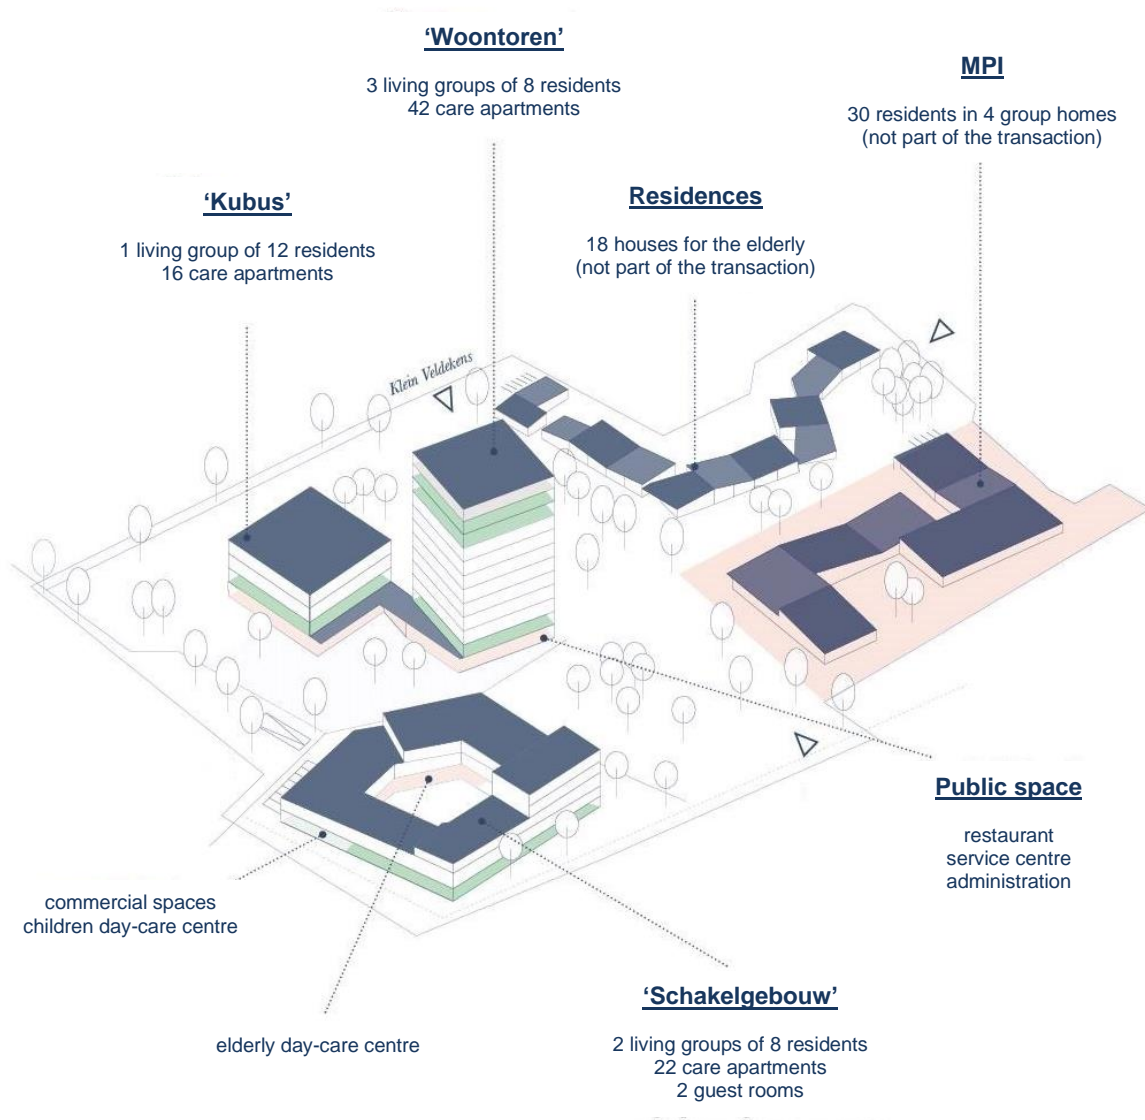 ‘Woontoren’
3 living groups of 8 residents
42 care apartments
MPI
30 residents in 4 group homes
(not part of the transaction)
‘Kubus’
1 living group of 12 residents
16 care apartments
Residences
18 houses for the elderly
(not part of the transaction)
Klein Veldekens
Public space
restaurant
service centre
administration
commercial spaces
children day-care centre
elderly day-care centre
‘Schakelgebouw’
2 living groups of 8 residents
22 care apartments
2 guest rooms